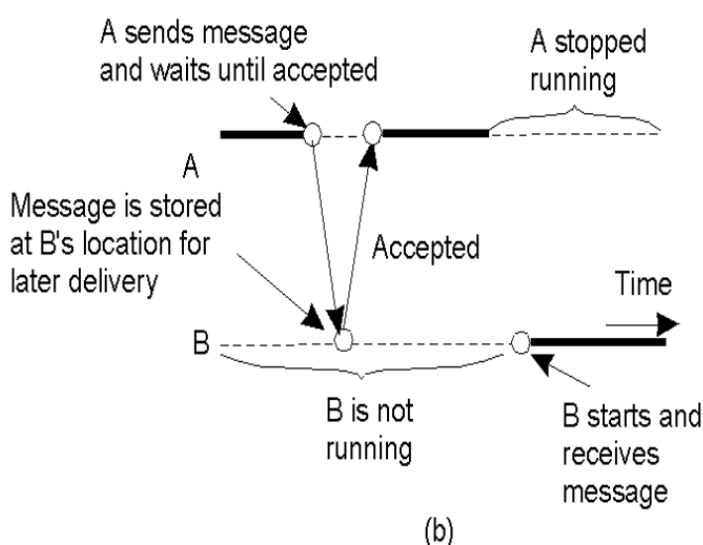 A sends message
and waits until accepted
A stopped
running
A
Message is stored
at B's location for
later delivery
Accepted
Time
B
B is not
running
B starts and
receives
message
(b)